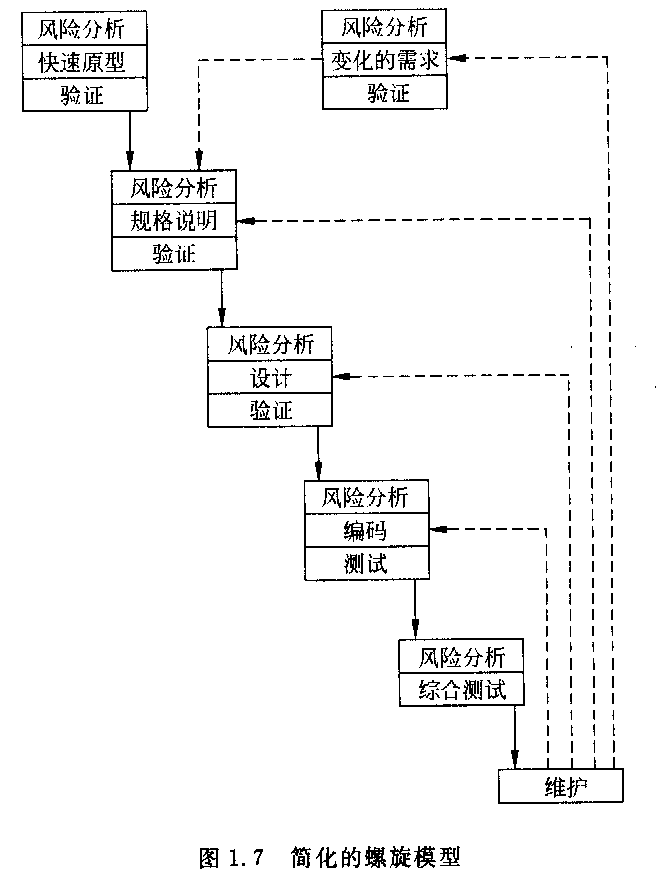 风险分析
快速原型
验证
风险分析
变化的需求
验证
风险分析
规格说明
验证
风险分析
设计
验证
风险分析
编码
测试
风险分析
综合测试
维护
图 1.7 简化的螺旋模型